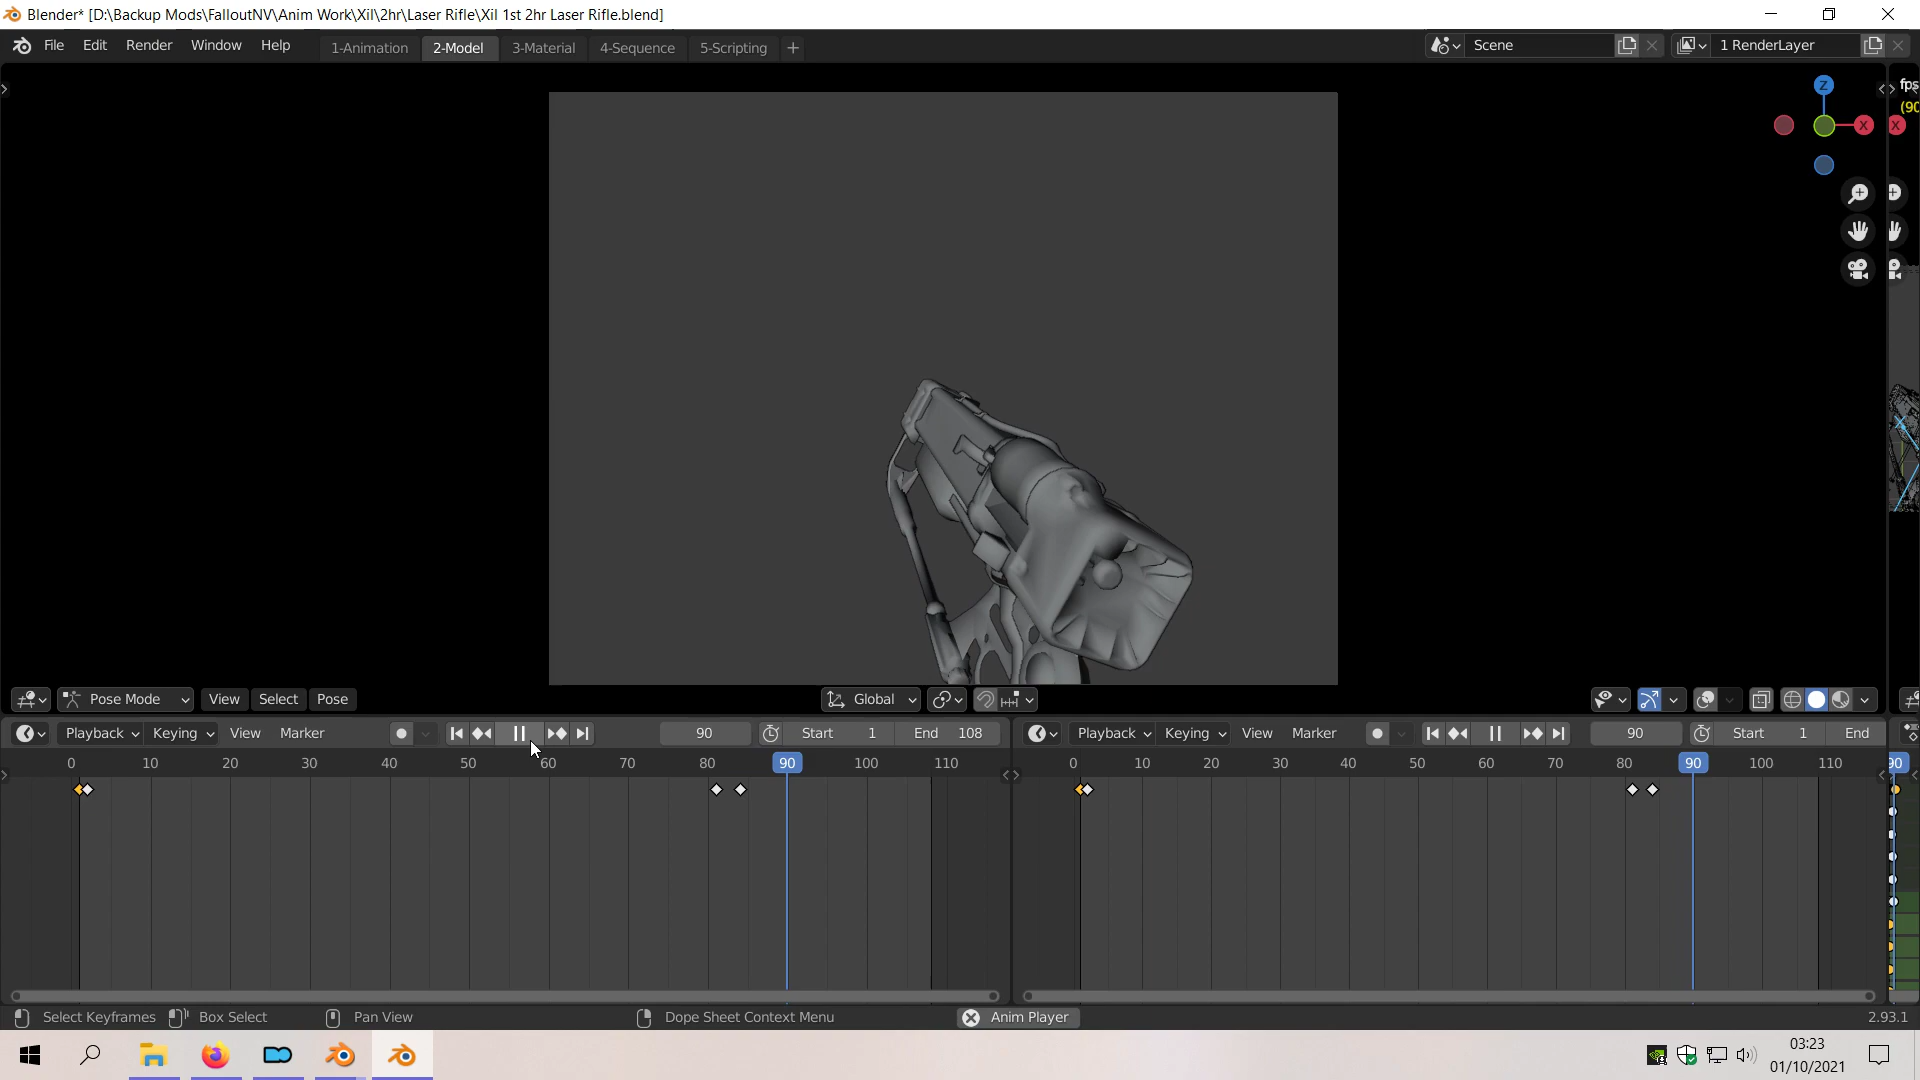 Blender* [D:\Backup Mods\FalloutNV\Anim Work\Xil\2hr\Laser Rifle\Xil 1st 2hr Laser Rifle.blend]
File Edit Render Window Help 1-Animation 2-Model 3-Material 4-Sequence 5-Scripting + Scene 1 RenderLayer
fps
(90
Z
X X
Pose Mode View Select Pose Global
Playback Keying View Marker 90 Start 1 End 108 Playback Keying View Marker 90 Start 1 End
0 10 20 30 40 50 60 70 80 90 100 110 0 10 20 30 40 50 60 70 80 90 100 110 90
Select Keyframes Box Select Pan View Dope Sheet Context Menu Anim Player 2.93.1
03:23
01/10/2021